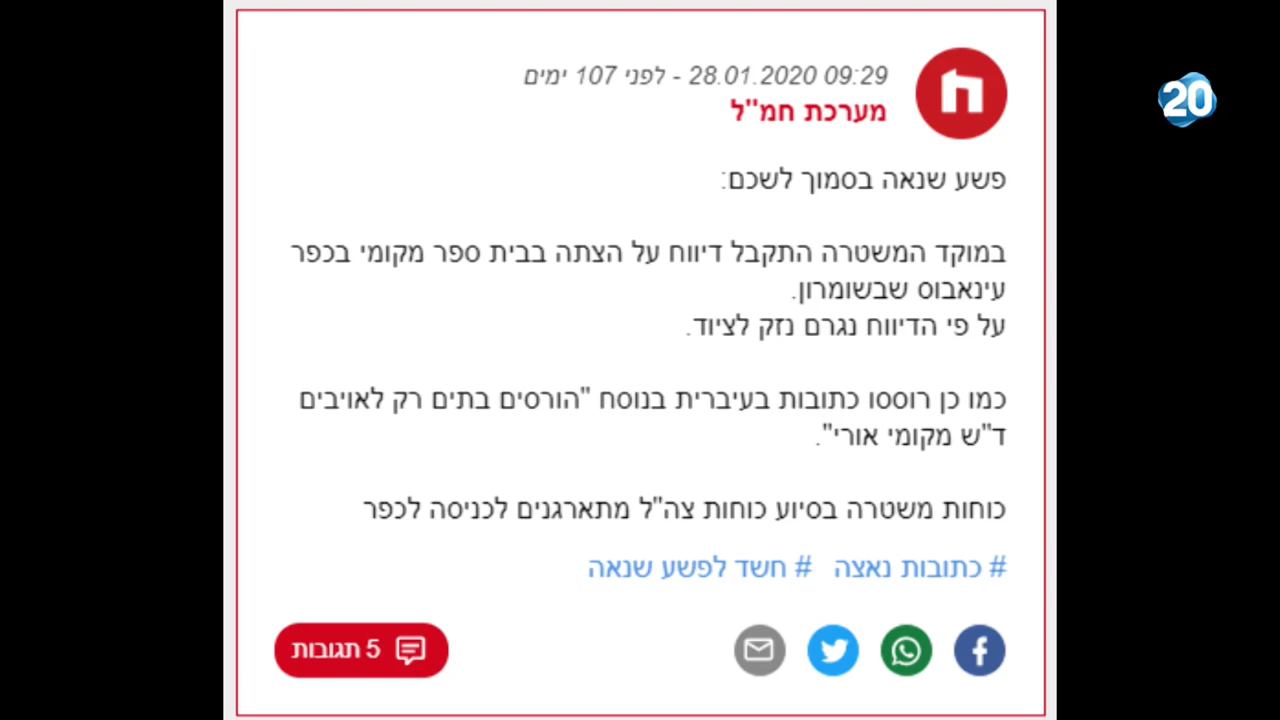 28.01.2020 09:29 - לפני 107 ימים
מערכת חמ"ל
20
פשע שנאה בסמוך לשכם:
במוקד המשטרה התקבל דיווח על הצתה בבית ספר מקומי בכפר
עינאבוס שבשומרון.
על פי הדיווח נגרם נזק לציוד.
כמו כן רוססו כתובות בעיברית בנוסח "הורסים בתים רק לאויבים
ד"ש מקומי אורי".
כוחות משטרה בסיוע כוחות צה"ל מתארגנים לכניסה לכפר
# כתובות נאצה # חשד לפשע שנאה
5 תגובות